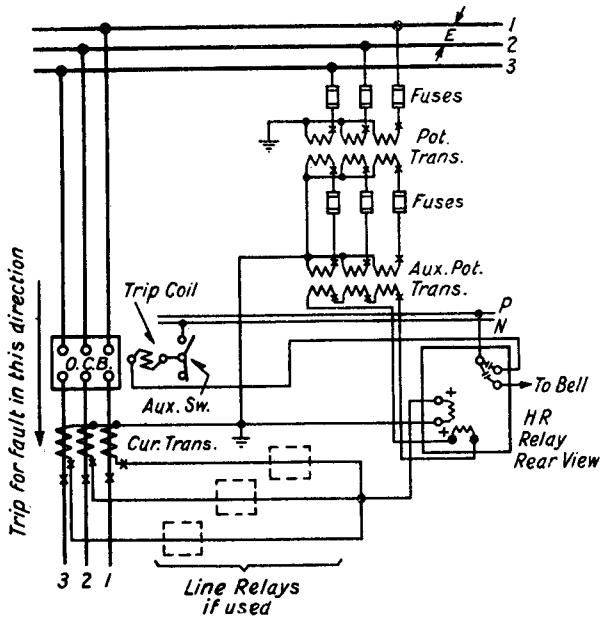 1
E
2
3
Fuses
Pot.
Trans.
Fuses
Aux. Pot.
Trans.
Trip Coil
P
N
O.C.B.
Aux. Sw.
To Bell
+
+
HR
Relay
Rear View
Cur. Trans.
Trip for fault in this direction
3 2 1
Line Relays
if used